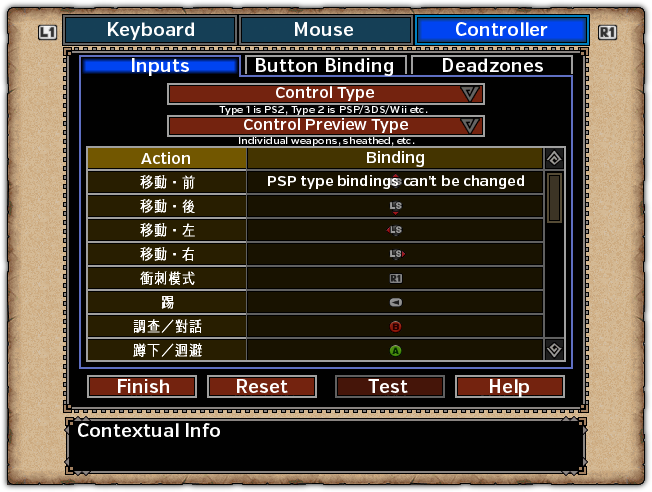 L1 Keyboard Mouse Controller R1
Inputs Button Binding Deadzones
Control Type
Type 1 is PS2, Type 2 is PSP/3DS/Wii etc.
Control Preview Type
Individual weapons, sheathed, etc.
Action Binding
移動・前 PSP type bindings can't be changed
移動・後 LS
移動・左 LS
移動・右 LS
衝刺模式 R1
踢
調查／對話 B
蹲下／迴避 A
Finish Reset Test Help
Contextual Info